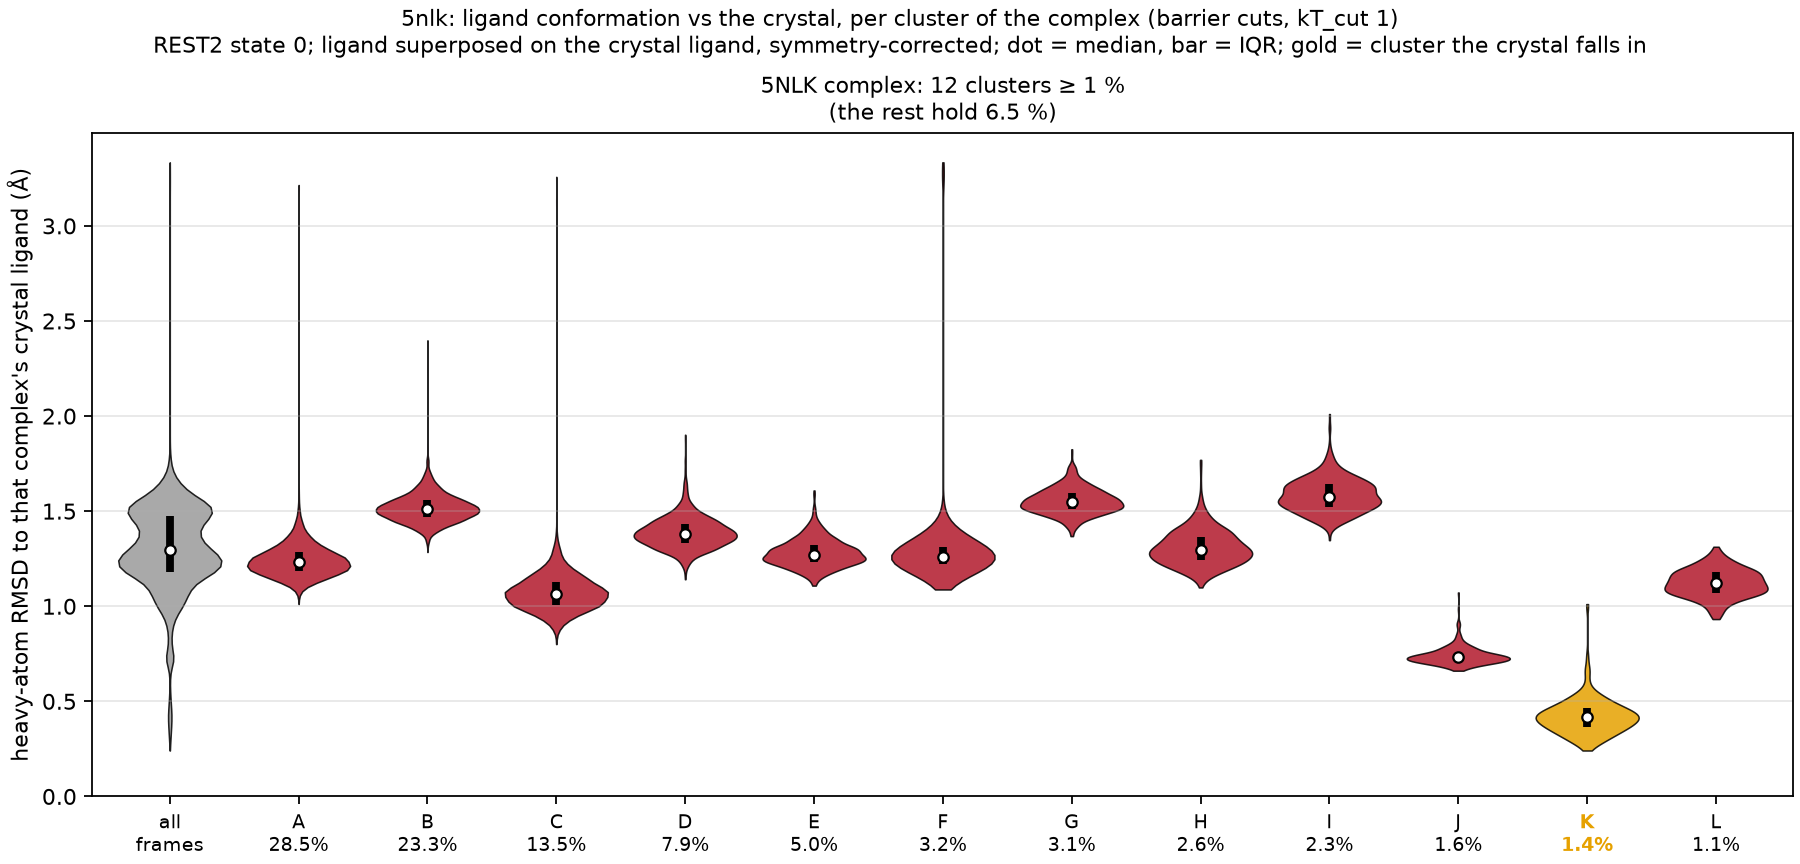 5nlk: ligand conformation vs the crystal, per cluster of the complex (barrier cuts, kT_cut 1)
REST2 state 0; ligand superposed on the crystal ligand, symmetry-corrected; dot = median, bar = IQR; gold = cluster the crystal falls in
5NLK complex: 12 clusters ≥ 1 %
(the rest hold 6.5 %)
heavy-atom RMSD to that complex's crystal ligand (Å)
3.0
2.5
2.0
1.5
1.0
0.5
0.0
all A B C D E F G H I J K L
frames 28.5% 23.3% 13.5% 7.9% 5.0% 3.2% 3.1% 2.6% 2.3% 1.6% 1.4% 1.1%